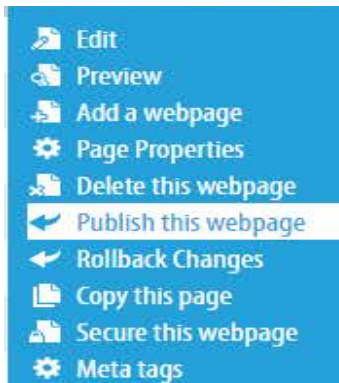 Edit
Preview
Add a webpage
Page Properties
Delete this webpage
Publish this webpage
Rollback Changes
Copy this page
Secure this webpage
Meta tags